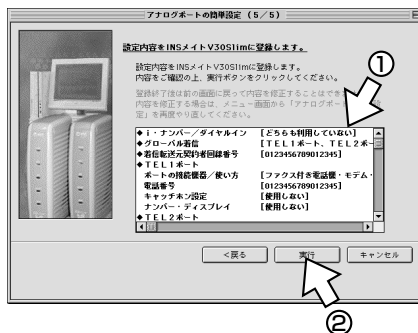 アナログポートの簡単設定（5／5）
設定内容をINSメイトV30Slimに登録します。
設定内容をINSメイトV30Slimに登録します。
内容をご確認の上、実行ボタンをクリックしてください。
登録終了後は前の画面に戻って内容を修正することはでき
内容を修正する場合は、メニュー画面から「アナログポー
定」を再度やり直してください。
①
◆i・ナンバー／ダイヤルイン [どちらも利用していない]
◆グローバル着信 [TEL1ポート、TEL2ポー
◆着信転送元契約者回線番号 [0123456789012345]
◆TEL1ポート
ポートの接続機器／使い方 [ファクス付き電話機・モデム・
電話番号 [0123456789012345]
キャッチホン設定 [使用しない]
ナンバー・ディスプレイ [使用しない]
◆TEL2ポート
<戻る 実行 キャンセル
②